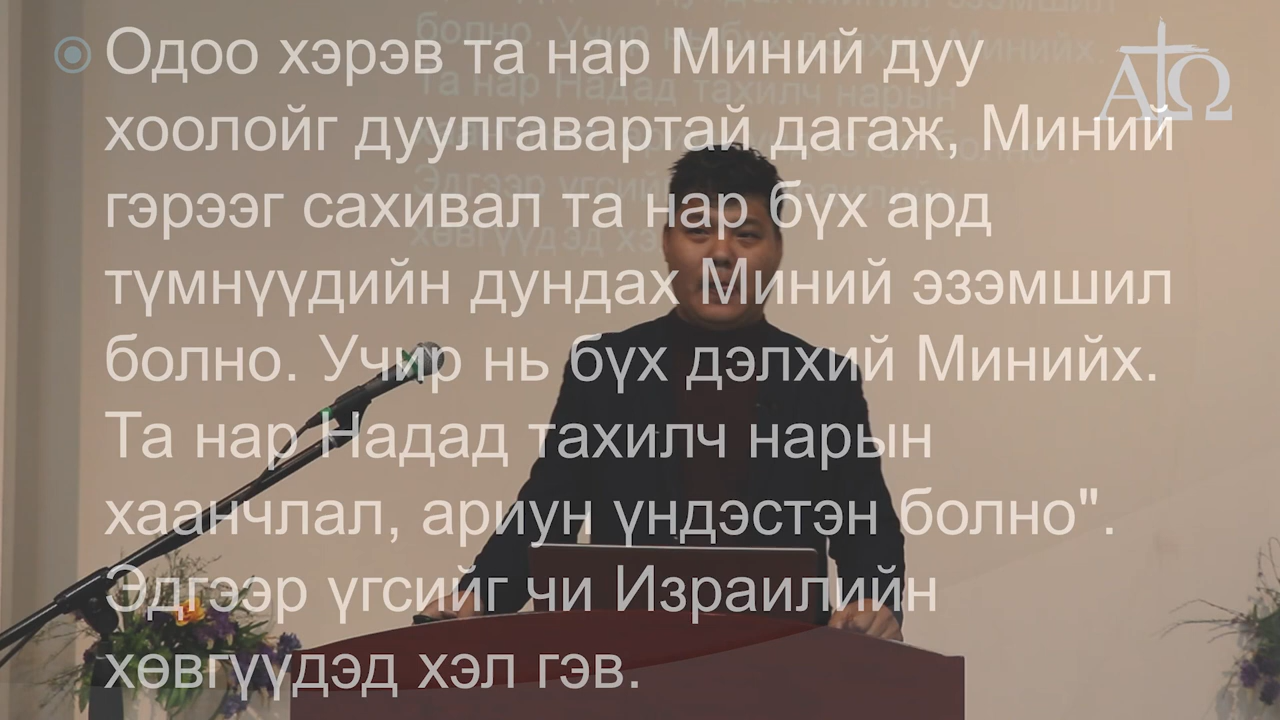 Одоо хэрэв та нар Миний дуу
хоолойг дуулгавартай дагаж, Миний
гэрээг сахивал та нар бүх ард
түмнүүдийн дундах Миний эзэмшил
болно. Учир нь бүх дэлхий Минийх.
Та нар Надад тахилч нарын
хаанчлал, ариун үндэстэн болно".
Эдгээр үгсийг чи Израилийн
хөвгүүдэд хэл гэв.
ΑΩ